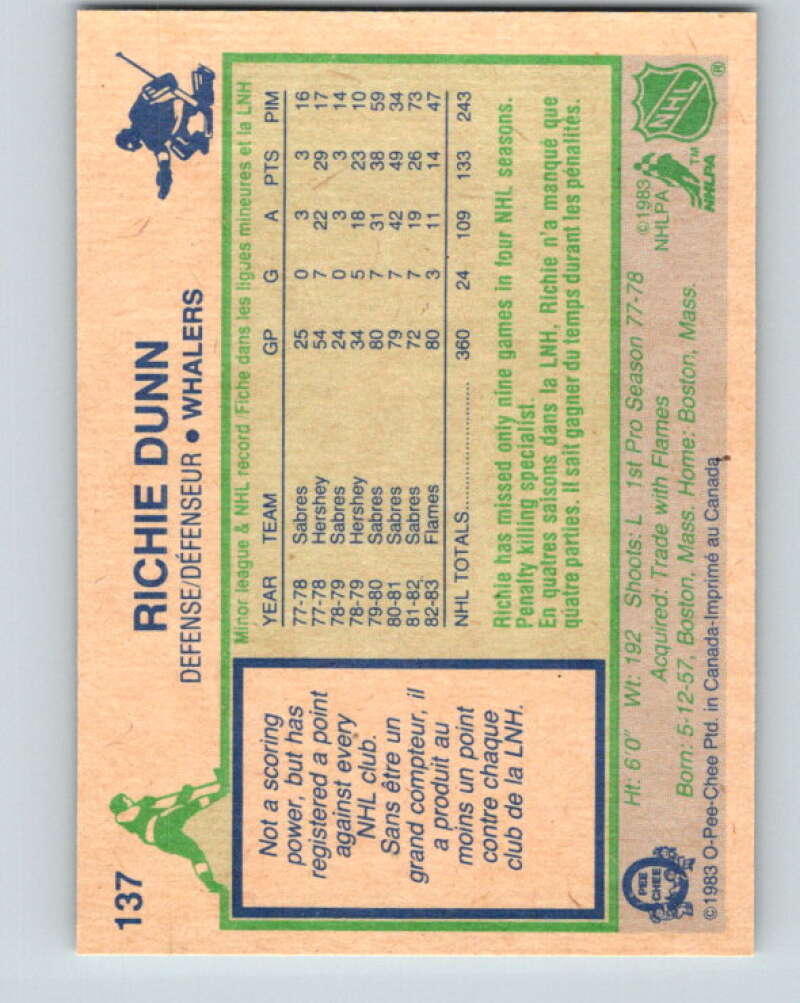 137
RICHIE DUNN
DEFENSE/DÉFENSEUR • WHALERS
Not a scoring
power, but has
registered a point
against every
NHL club.
Sans être un
grand compteur, il
a produit au
moins un point
contre chaque
club de la LNH.
Minor league & NHL record/Fiche dans les ligues mineures et la LNH
YEAR TEAM GP G A PTS PIM
77-78 Sabres 25 0 3 3 16
77-78 Hershey 54 7 22 29 17
78-79 Sabres 24 0 3 3 14
78-79 Hershey 34 5 18 23 10
79-80 Sabres 80 7 31 38 59
80-81 Sabres 79 7 42 49 34
81-82 Sabres 72 7 19 26 73
82-83 Flames 80 3 11 14 47
NHL TOTALS 360 24 109 133 243
Richie has missed only nine games in four NHL seasons.
Penalty killing specialist.
En quatres saisons dans la LNH, Richie n'a manqué que
quatre parties. Il sait gagner du temps durant les pénalités.
Ht: 6'0" Wt: 192 Shoots: L 1st Pro Season 77-78
Acquired: Trade with Flames
Born: 5-12-57, Boston, Mass. Home: Boston, Mass.
©1983 O-Pee-Chee Ptd. in Canada-Imprimé au Canada
O PEE CHEE
©1983
NHLPA
NHL ®
NHLPA ™